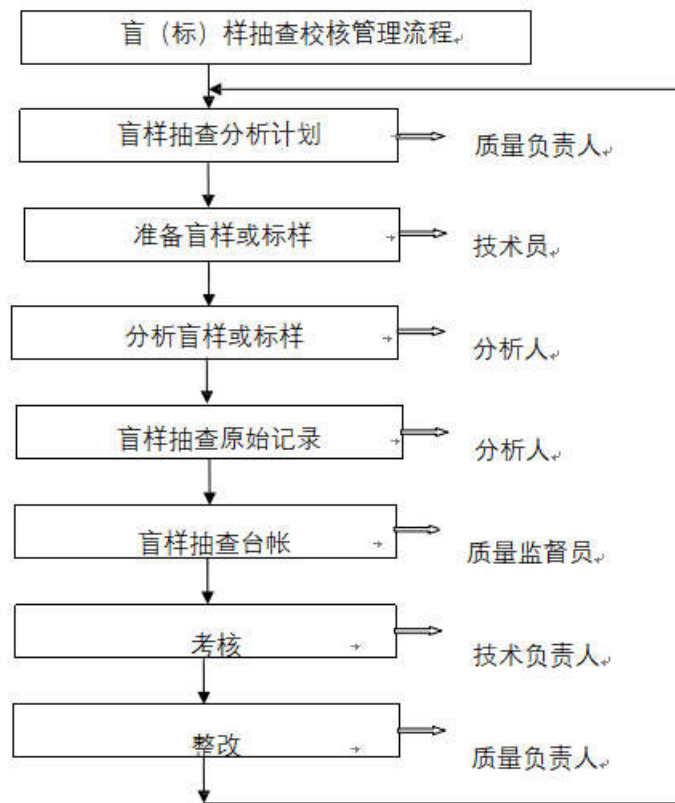 盲（标）样抽查校核管理流程
盲样抽查分析计划
质量负责人
准备盲样或标样
技术员
分析盲样或标样
分析人
盲样抽查原始记录
分析人
盲样抽查台帐
质量监督员
考核
技术负责人
整改
质量负责人